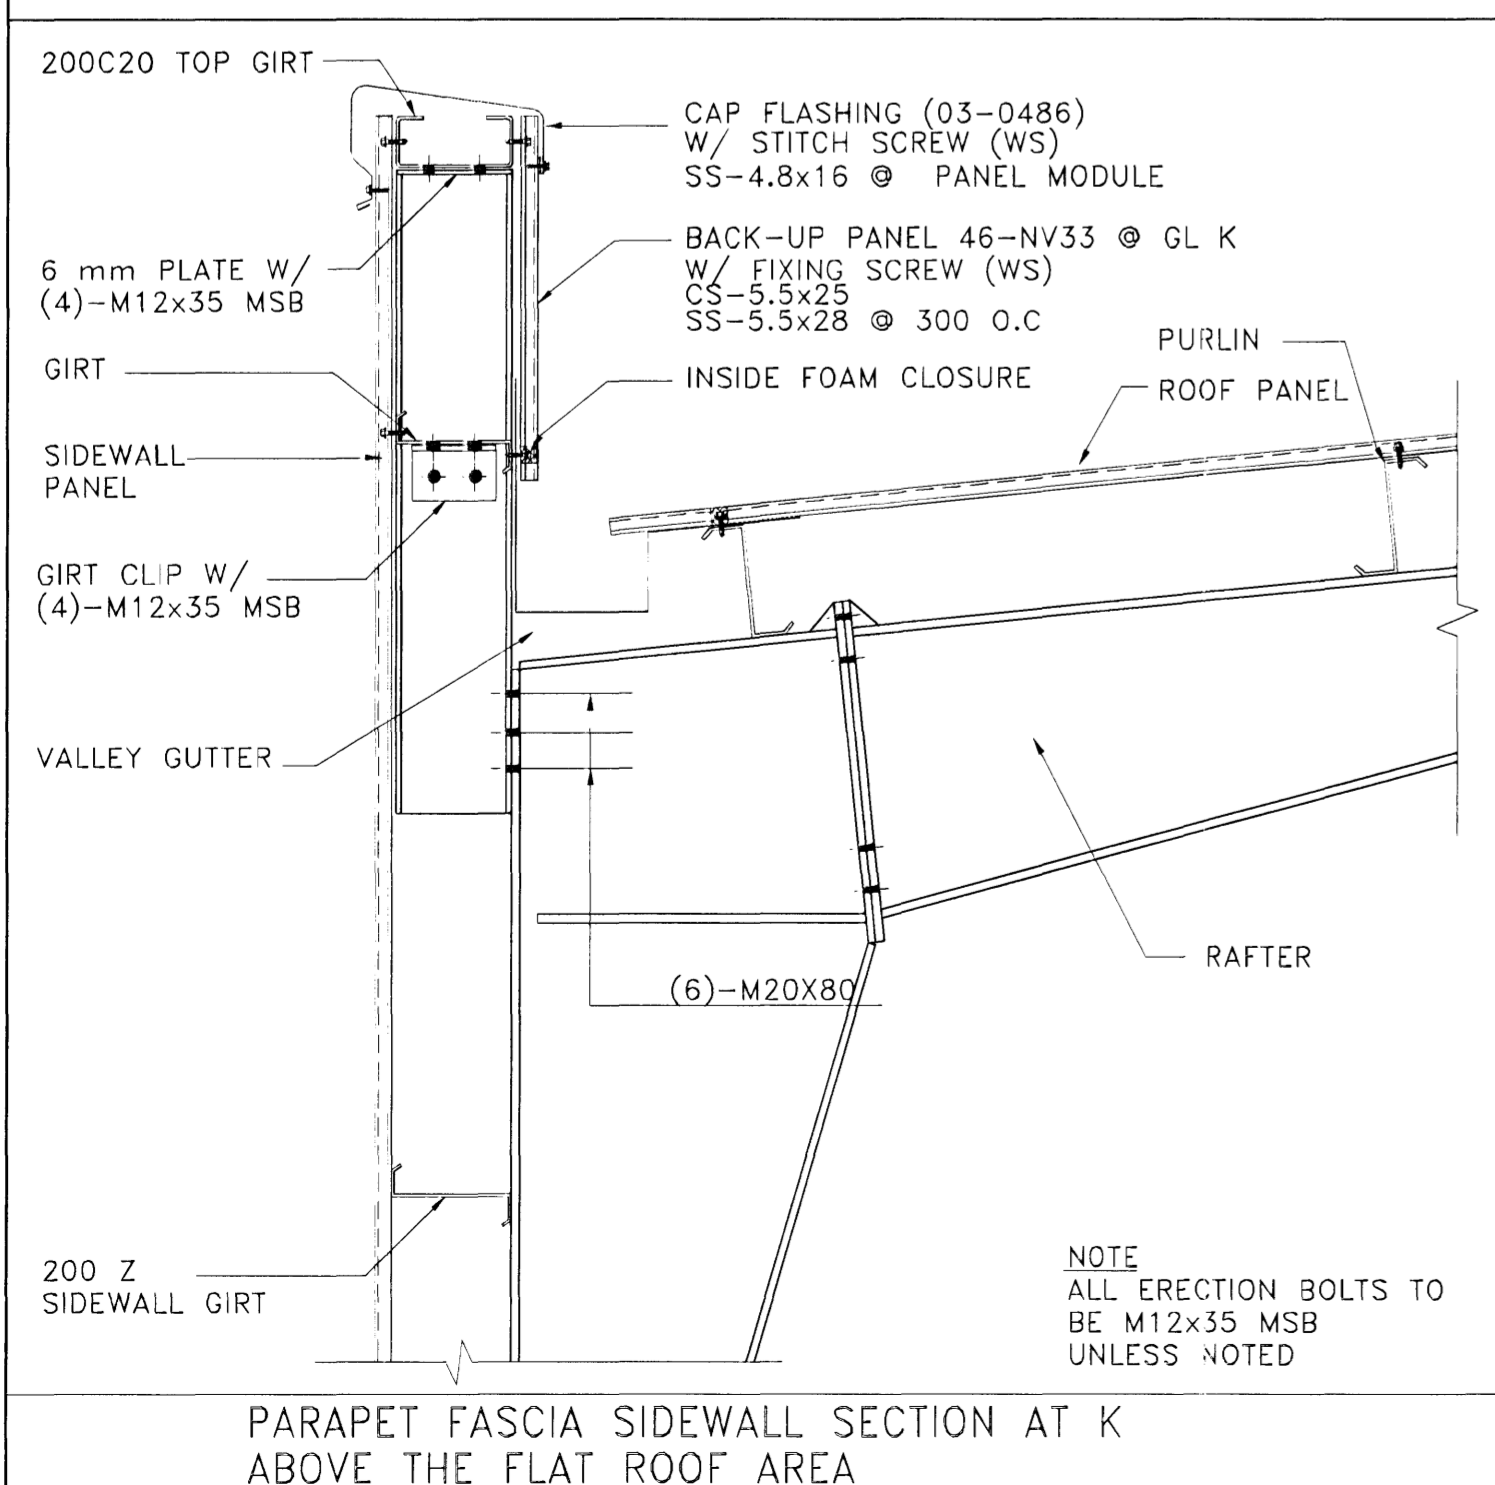 200C20 TOP GIRT
CAP FLASHING (03-0486)
W/ STITCH SCREW (WS)
SS-4.8x16 @ PANEL MODULE
6 mm PLATE W/
(4)-M12x35 MSB
BACK-UP PANEL 46-NV33 @ GL K
W/ FIXING SCREW (WS)
CS-5.5x25
SS-5.5x28 @ 300 O.C
GIRT
INSIDE FOAM CLOSURE
PURLIN
ROOF PANEL
SIDEWALL
PANEL
GIRT CLIP W/
(4)-M12x35 MSB
VALLEY GUTTER
(6)-M20X80
RAFTER
200 Z
SIDEWALL GIRT
NOTE
ALL ERECTION BOLTS TO
BE M12x35 MSB
UNLESS NOTED
PARAPET FASCIA SIDEWALL SECTION AT K
ABOVE THE FLAT ROOF AREA